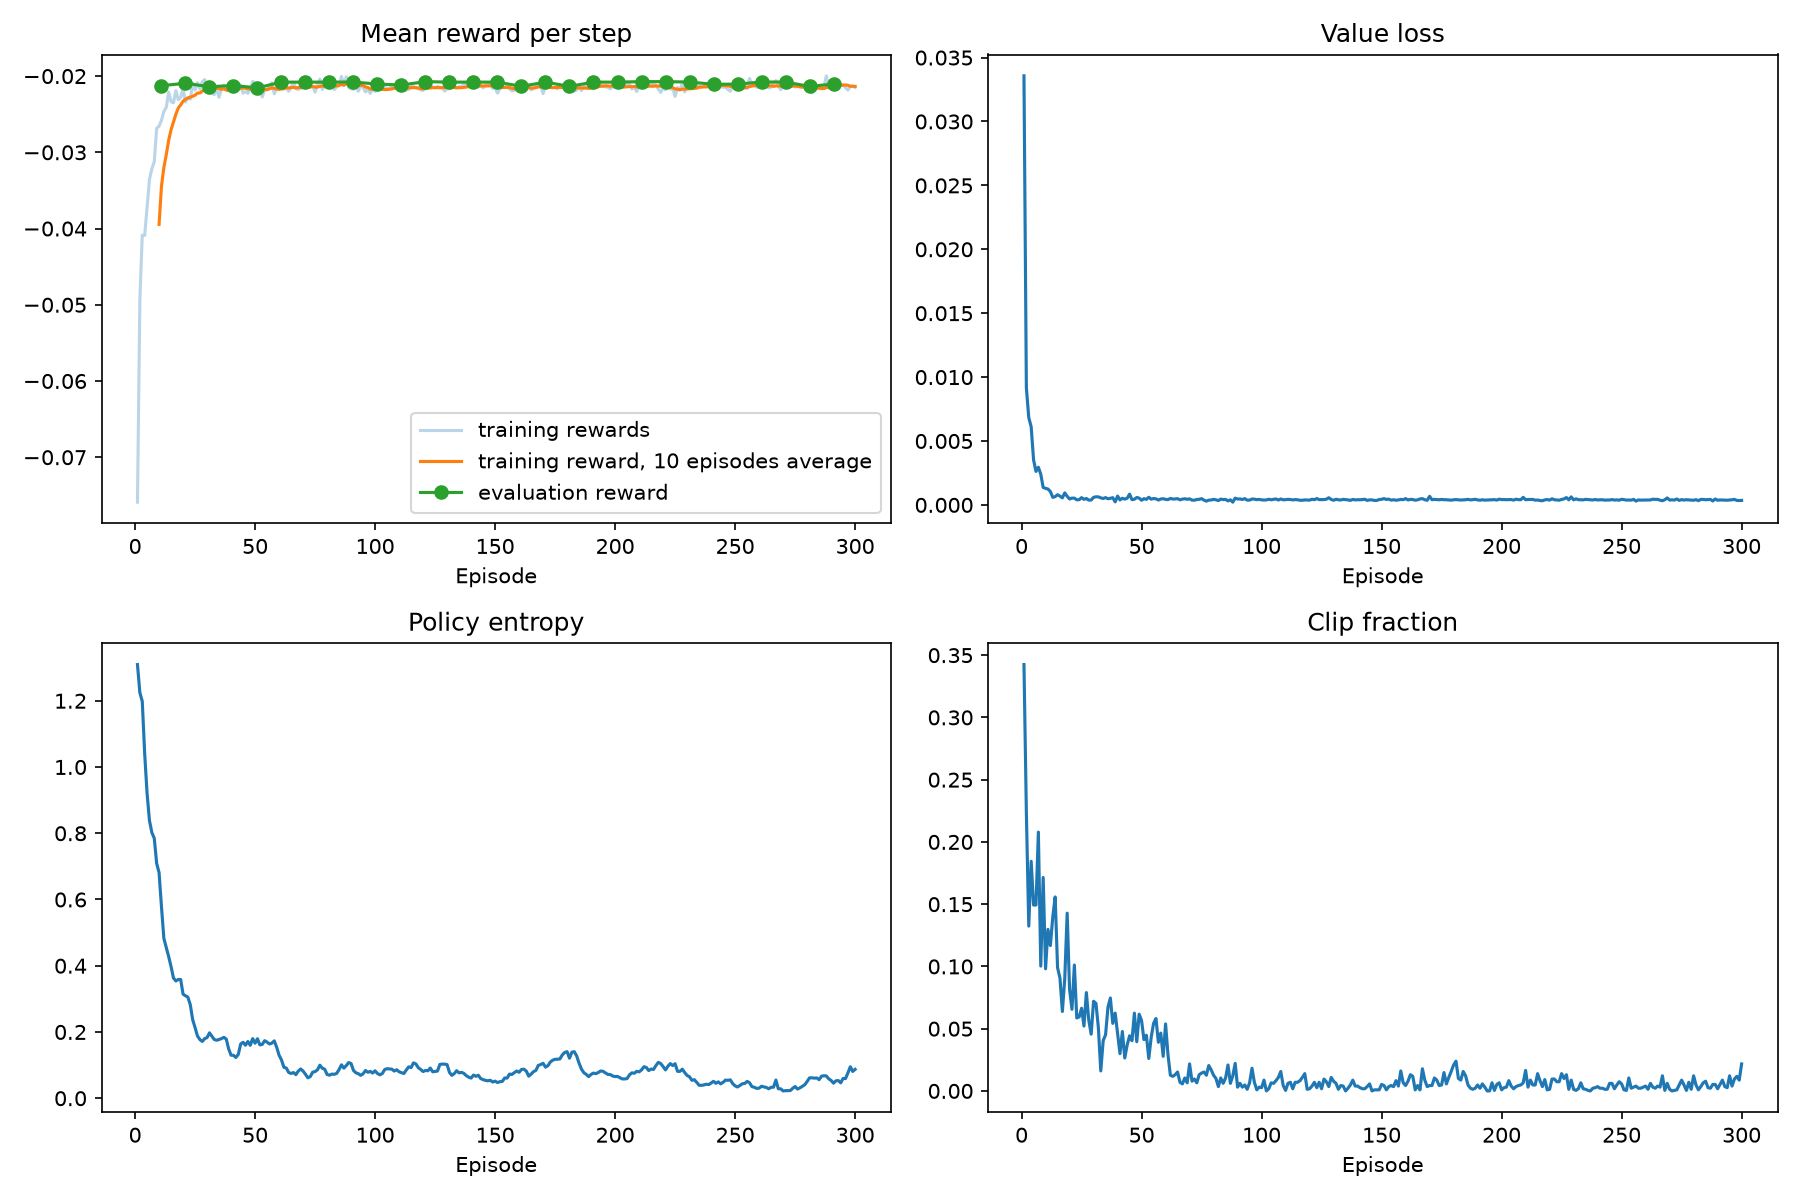 Mean reward per step
−0.02
−0.03
−0.04
−0.05
−0.06
−0.07
training rewards
training reward, 10 episodes average
evaluation reward
0 50 100 150 200 250 300
Episode
Value loss
0.035
0.030
0.025
0.020
0.015
0.010
0.005
0.000
0 50 100 150 200 250 300
Episode
Policy entropy
1.2
1.0
0.8
0.6
0.4
0.2
0.0
0 50 100 150 200 250 300
Episode
Clip fraction
0.35
0.30
0.25
0.20
0.15
0.10
0.05
0.00
0 50 100 150 200 250 300
Episode